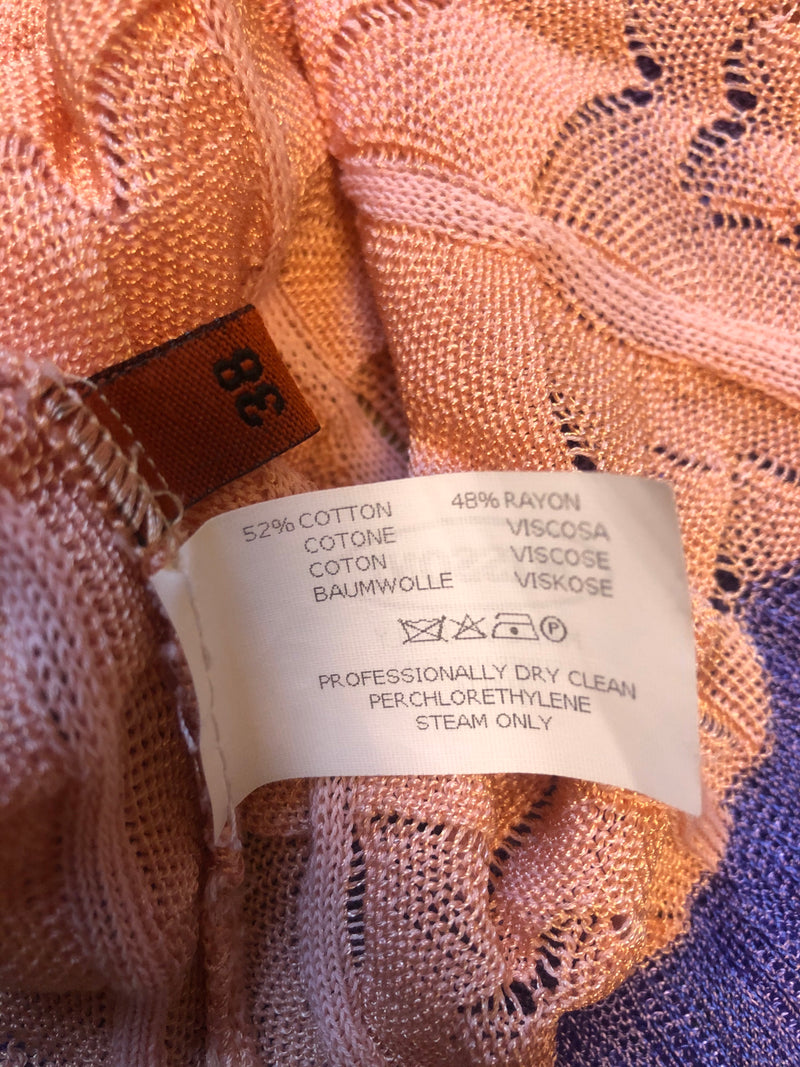 38
52% COTTON 48% RAYON
COTONE VISCOSA
COTON VISCOSE
BAUMWOLLE VISKOSE
PROFESSIONALLY DRY CLEAN
PERCHLORETHYLENE
STEAM ONLY